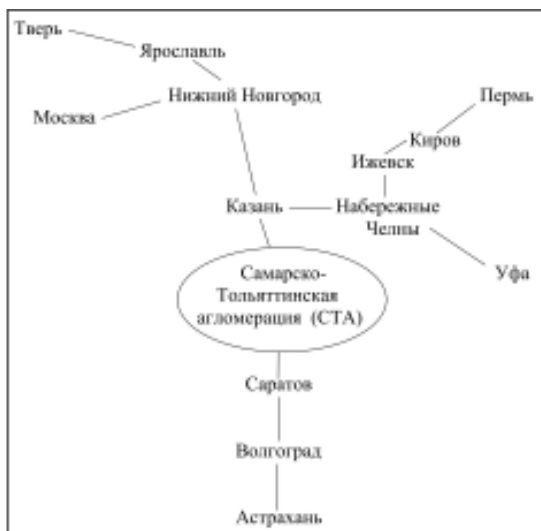 Тверь
Ярославль
Нижний Новгород
Пермь
Москва
Киров
Ижевск
Казань
Набережные
Челны
Уфа
Самарско-
Тольяттинская
агломерация (СТА)
Саратов
Волгоград
Астрахань